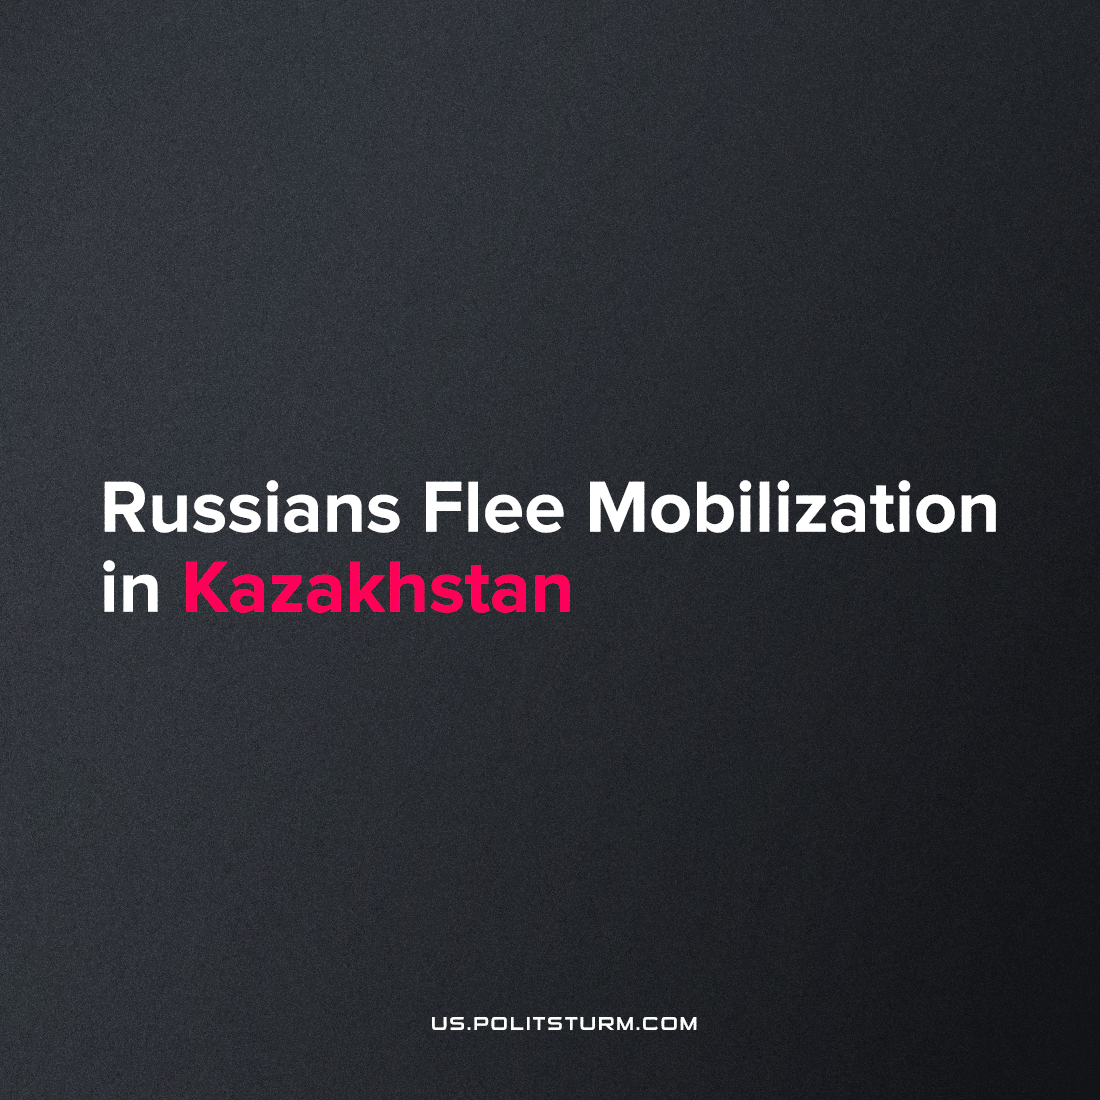 Russians Flee Mobilization
in Kazakhstan
US.POLITSTURM.COM